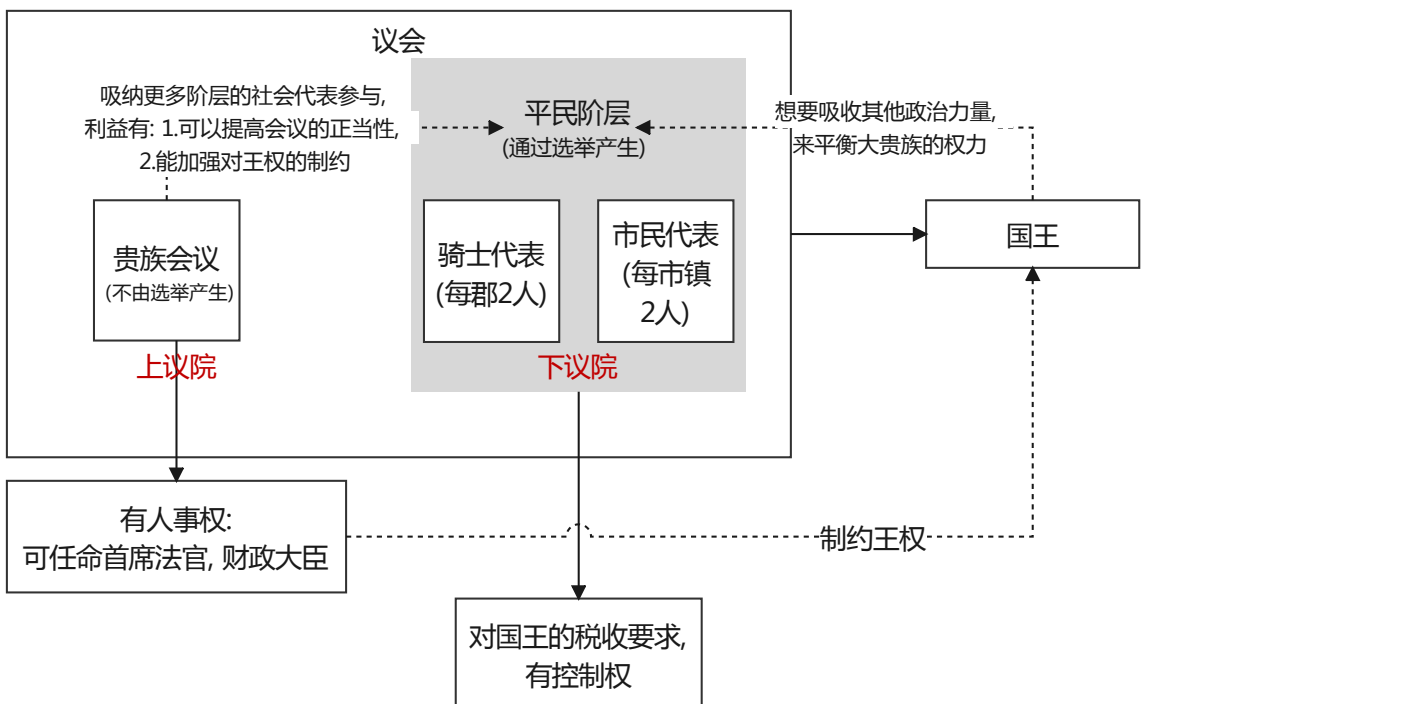 议会
吸纳更多阶层的社会代表参与,
利益有: 1.可以提高会议的正当性,
2.能加强对王权的制约
平民阶层
(通过选举产生)
想要吸收其他政治力量,
来平衡大贵族的权力
贵族会议
(不由选举产生)
骑士代表
(每郡2人)
市民代表
(每市镇
2人)
国王
上议院
下议院
有人事权:
可任命首席法官, 财政大臣
制约王权
对国王的税收要求,
有控制权